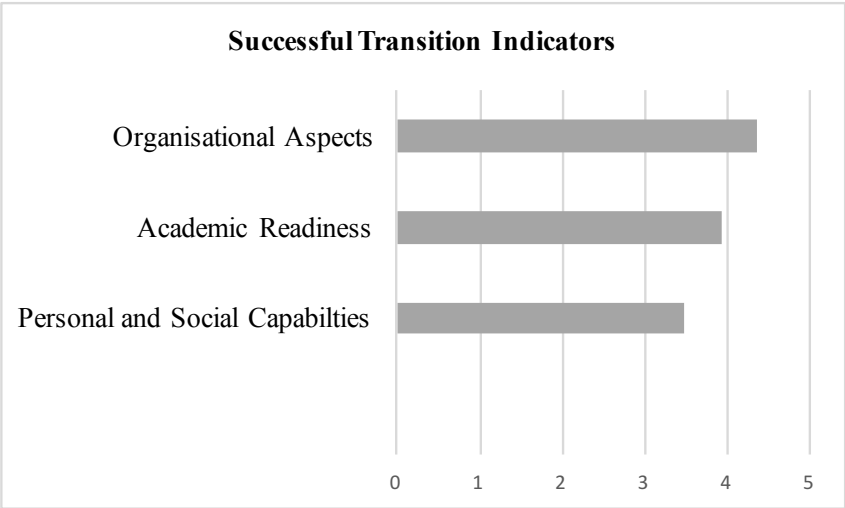 Successful Transition Indicators
Organisational Aspects
Academic Readiness
Personal and Social Capabilties
0 1 2 3 4 5